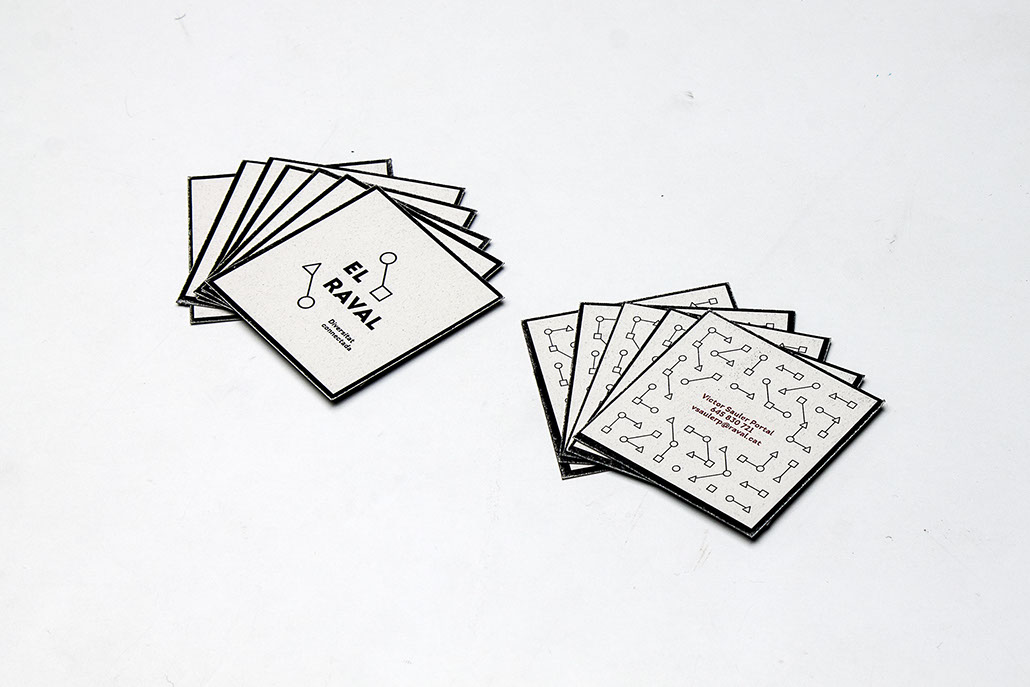 EL
RAVAL
Diversitat
connectada
Victor Sauler Portal
645 830 721
vsaulerp@raval.cat